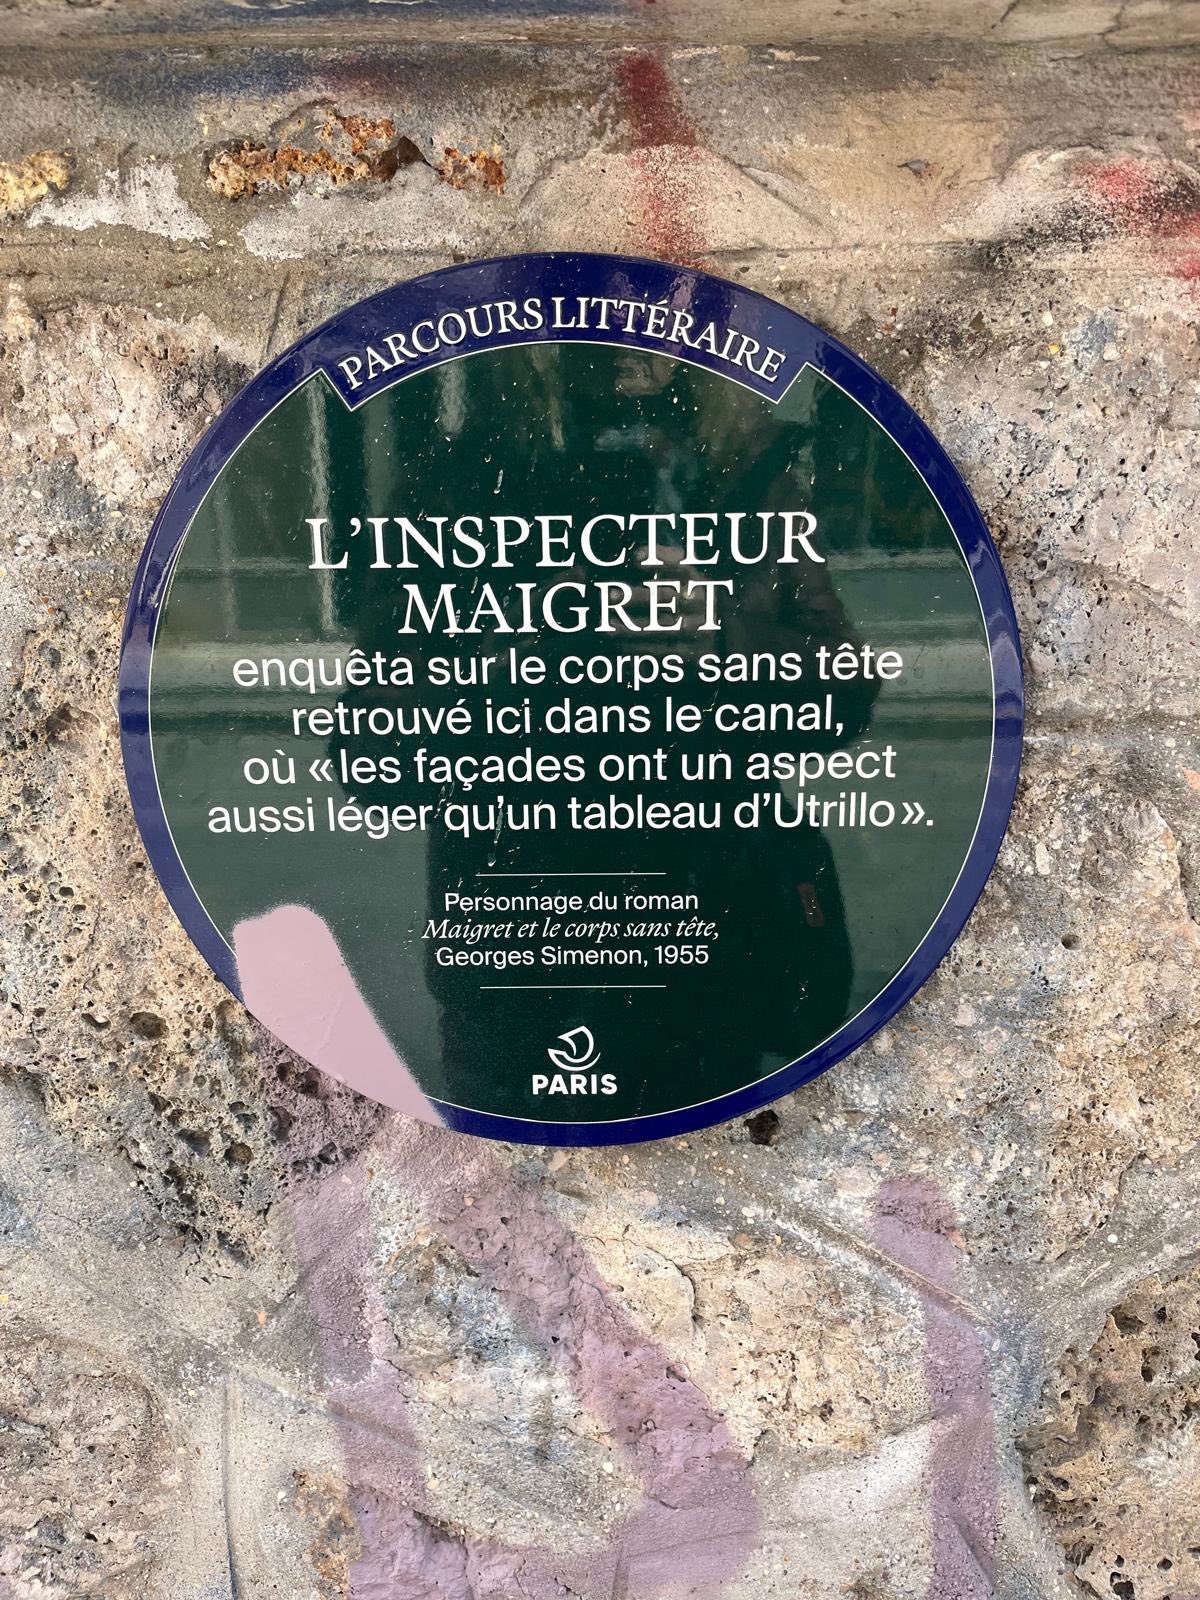 PARCOURS LITTÉRAIRE
L'INSPECTEUR
MAIGRET
enquêta sur le corps sans tête
retrouvé ici dans le canal,
où «les façades ont un aspect
aussi léger qu'un tableau d'Utrillo».
Personnage du roman
Maigret et le corps sans tête,
Georges Simenon, 1955
PARIS